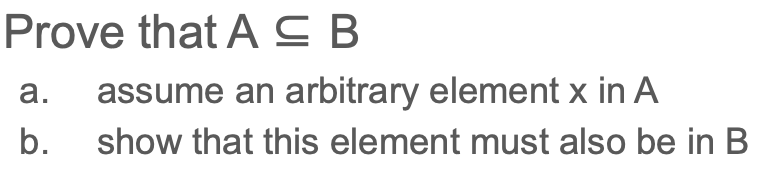 Prove that A ⊆ B
a. assume an arbitrary element x in A
b. show that this element must also be in B